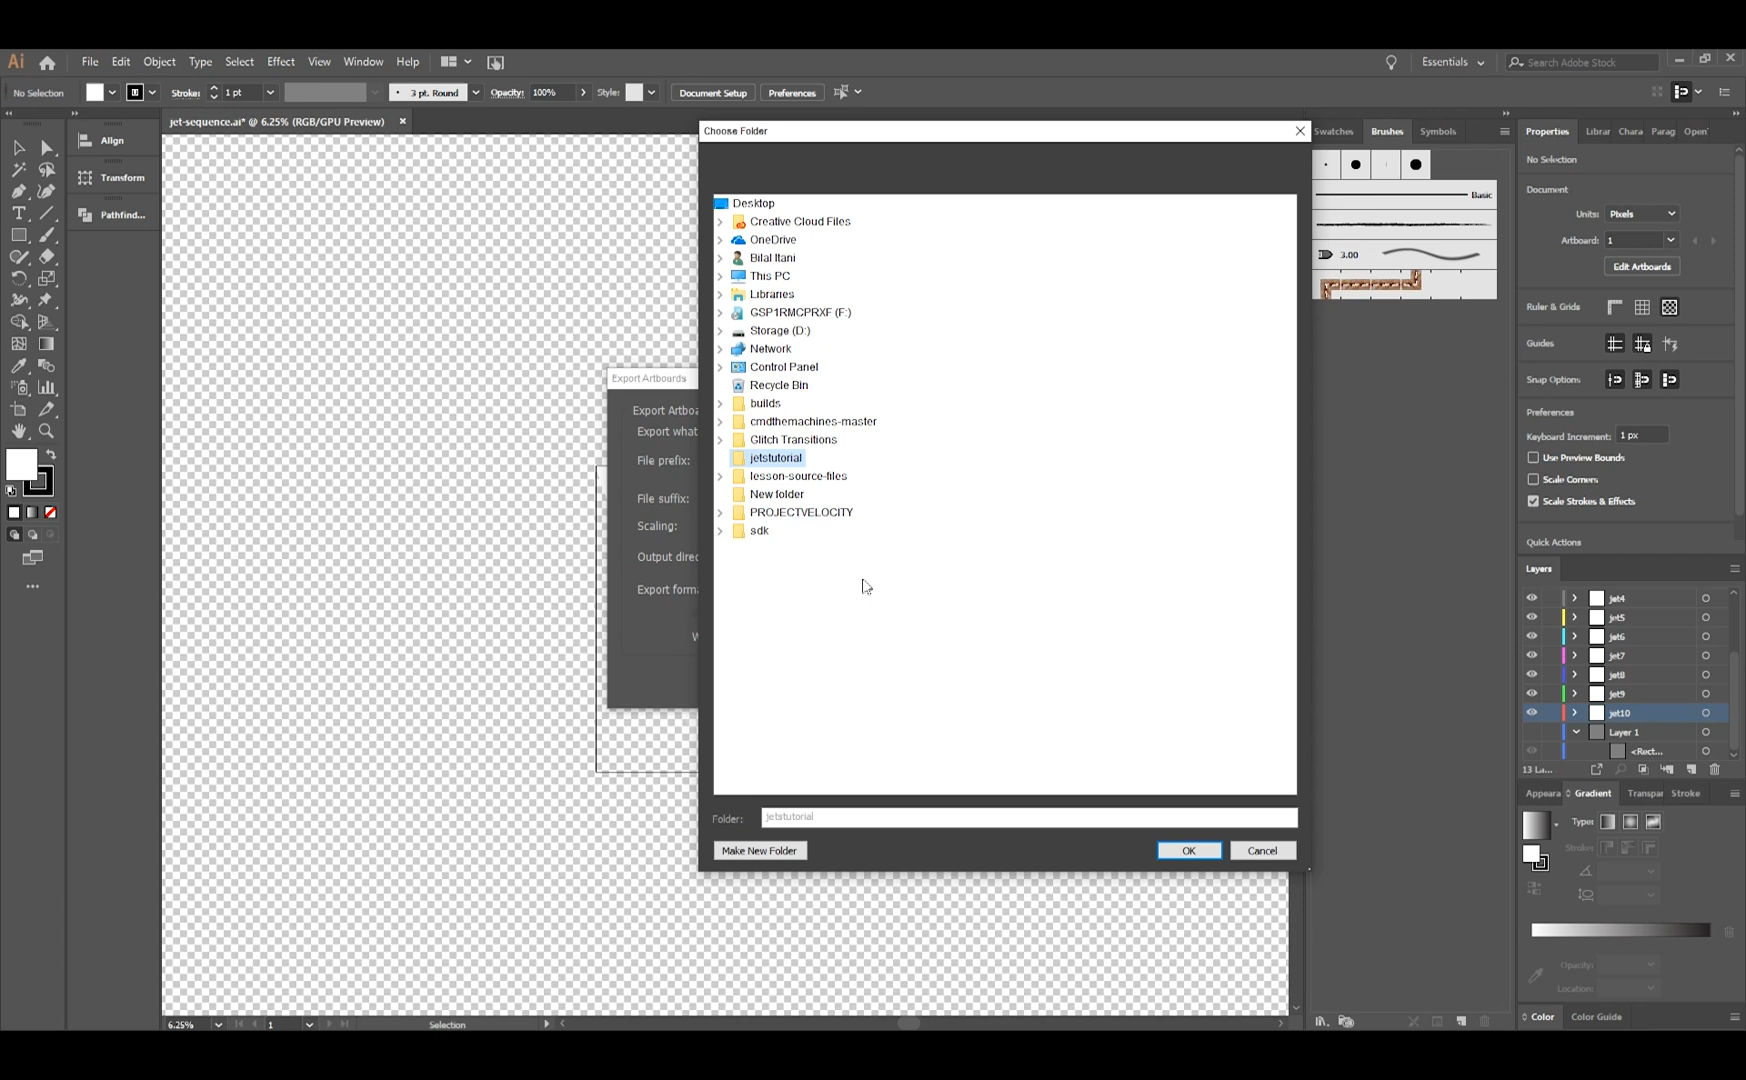 Ai File Edit Object Type Select Effect View Window Help Essentials Search Adobe Stock
No Selection Stroke: 1 pt 3 pt. Round Opacity: 100% Style: Document Setup Preferences
jet-sequence.ai* @ 6.25% (RGB/GPU Preview)
Align
Transform
Pathfind...
Choose Folder
Desktop
Creative Cloud Files
OneDrive
Bilal Itani
This PC
Libraries
GSP1RMCPRXF (F:)
Storage (D:)
Network
Control Panel
Recycle Bin
builds
cmdthemachines-master
Glitch Transitions
jetstutorial
lesson-source-files
New folder
PROJECTVELOCITY
sdk
Folder: jetstutorial
Make New Folder OK Cancel
Export Artboards
Export Artboa
Export what
File prefix:
File suffix:
Scaling:
Output direc
Export forma
Swatches Brushes Symbols
Basic
3.00
Properties Librar Chara Parag Open
No Selection
Document
Units: Pixels
Artboard: 1
Edit Artboards
Ruler & Grids
Guides
Snap Options
Preferences
Keyboard Increment: 1 px
Use Preview Bounds
Scale Corners
Scale Strokes & Effects
Quick Actions
Layers
jet4
jet5
jet6
jet7
jet8
jet9
jet10
Layer 1
<Rect...
13 La...
Appeara Gradient Transpar Stroke
Type:
Stroke:
Opacity:
Location:
Color Color Guide
6.25% 1 Selection